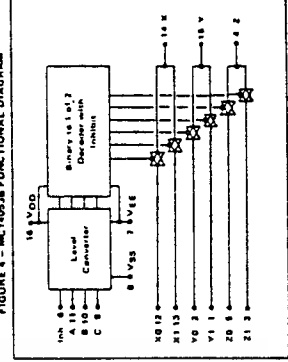 FIGURE 4 – MC14053B FUNCTIONAL DIAGRAM
16 VDD
Inh 6
A 11
B 10
C 9
Level
Converter
8 VSS
7 VEE
Binary to 1 of 2
Decoder with
Inhibit
X0 12
X1 13
Y0 2
Y1 1
Z0 5
Z1 3
14 X
15 Y
4 Z